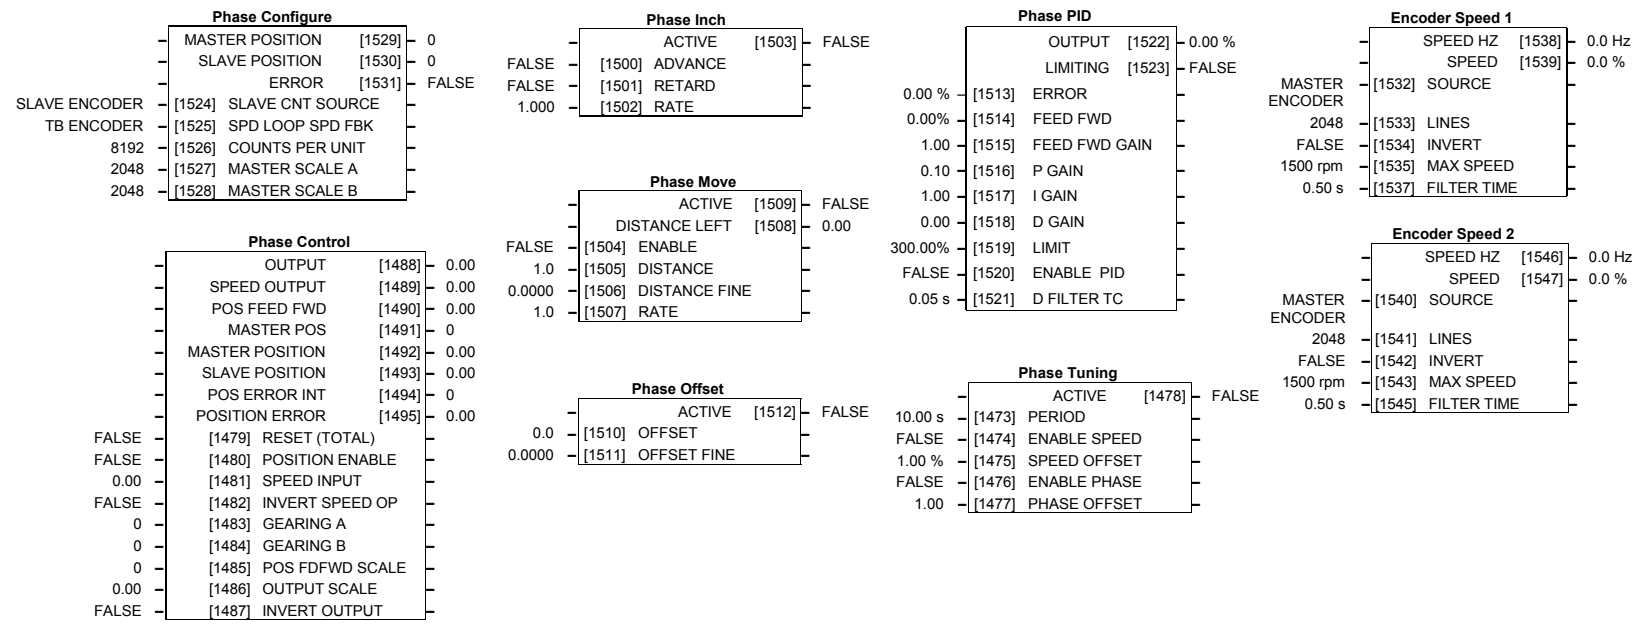 Phase Configure
MASTER POSITION [1529] 0
SLAVE POSITION [1530] 0
ERROR [1531] FALSE
SLAVE ENCODER [1524] SLAVE CNT SOURCE
TB ENCODER [1525] SPD LOOP SPD FBK
8192 [1526] COUNTS PER UNIT
2048 [1527] MASTER SCALE A
2048 [1528] MASTER SCALE B
Phase Control
OUTPUT [1488] 0.00
SPEED OUTPUT [1489] 0.00
POS FEED FWD [1490] 0.00
MASTER POS [1491] 0
MASTER POSITION [1492] 0.00
SLAVE POSITION [1493] 0.00
POS ERROR INT [1494] 0
POSITION ERROR [1495] 0.00
FALSE [1479] RESET (TOTAL)
FALSE [1480] POSITION ENABLE
0.00 [1481] SPEED INPUT
FALSE [1482] INVERT SPEED OP
0 [1483] GEARING A
0 [1484] GEARING B
0 [1485] POS FDFWD SCALE
0.00 [1486] OUTPUT SCALE
FALSE [1487] INVERT OUTPUT
Phase Inch
ACTIVE [1503] FALSE
FALSE [1500] ADVANCE
FALSE [1501] RETARD
1.000 [1502] RATE
Phase Move
ACTIVE [1509] FALSE
DISTANCE LEFT [1508] 0.00
FALSE [1504] ENABLE
1.0 [1505] DISTANCE
0.0000 [1506] DISTANCE FINE
1.0 [1507] RATE
Phase Offset
ACTIVE [1512] FALSE
0.0 [1510] OFFSET
0.0000 [1511] OFFSET FINE
Phase PID
OUTPUT [1522] 0.00 %
LIMITING [1523] FALSE
0.00 % [1513] ERROR
0.00% [1514] FEED FWD
1.00 [1515] FEED FWD GAIN
0.10 [1516] P GAIN
1.00 [1517] I GAIN
0.00 [1518] D GAIN
300.00% [1519] LIMIT
FALSE [1520] ENABLE PID
0.05 s [1521] D FILTER TC
Phase Tuning
ACTIVE [1478] FALSE
10.00 s [1473] PERIOD
FALSE [1474] ENABLE SPEED
1.00 % [1475] SPEED OFFSET
FALSE [1476] ENABLE PHASE
1.00 [1477] PHASE OFFSET
Encoder Speed 1
SPEED HZ [1538] 0.0 Hz
SPEED [1539] 0.0 %
MASTER [1532] SOURCE
ENCODER
2048 [1533] LINES
FALSE [1534] INVERT
1500 rpm [1535] MAX SPEED
0.50 s [1537] FILTER TIME
Encoder Speed 2
SPEED HZ [1546] 0.0 Hz
SPEED [1547] 0.0 %
MASTER [1540] SOURCE
ENCODER
2048 [1541] LINES
FALSE [1542] INVERT
1500 rpm [1543] MAX SPEED
0.50 s [1545] FILTER TIME